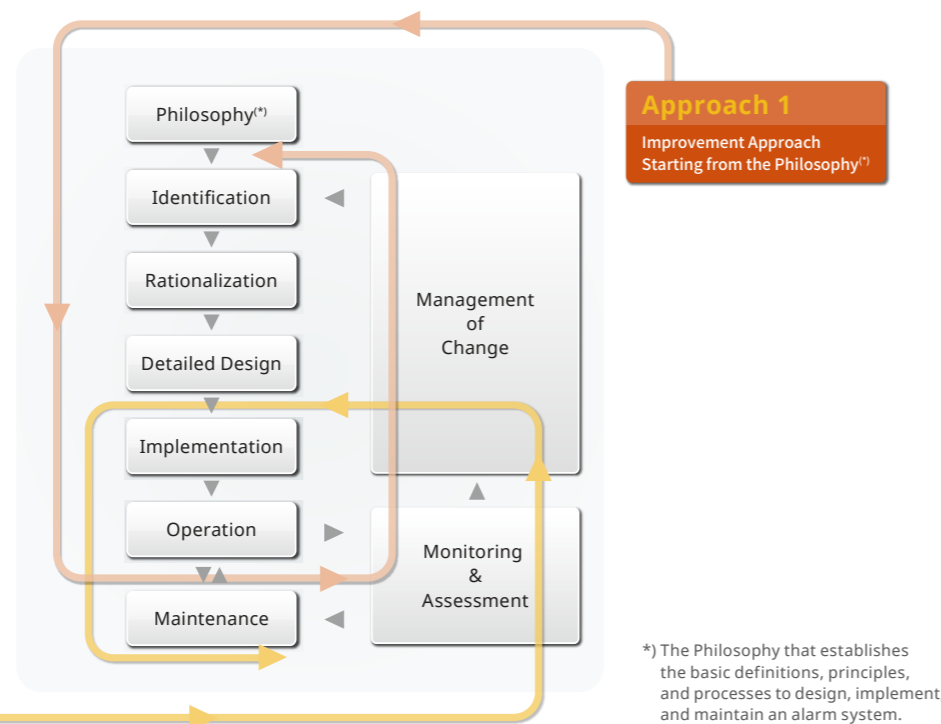 Approach 1
Improvement Approach
Starting from the Philosophy(*)
Philosophy(*)
Identification
Rationalization
Detailed Design
Implementation
Operation
Maintenance
Management
of
Change
Monitoring
&
Assessment
*) The Philosophy that establishes
the basic definitions, principles,
and processes to design, implement
and maintain an alarm system.